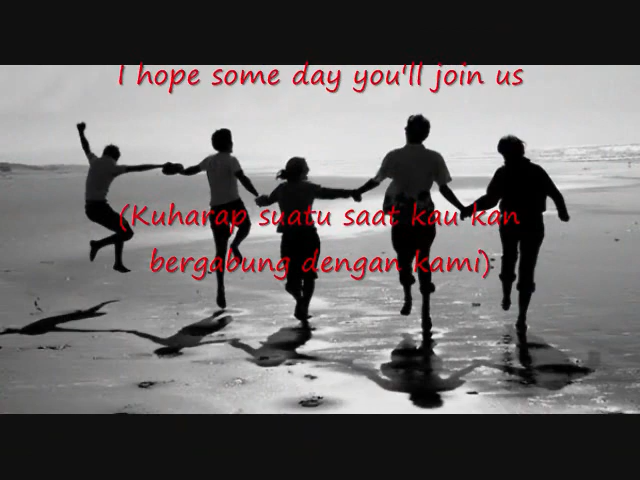 I hope some day you'll join us
(Kuharap suatu saat kau kan
bergabung dengan kami)